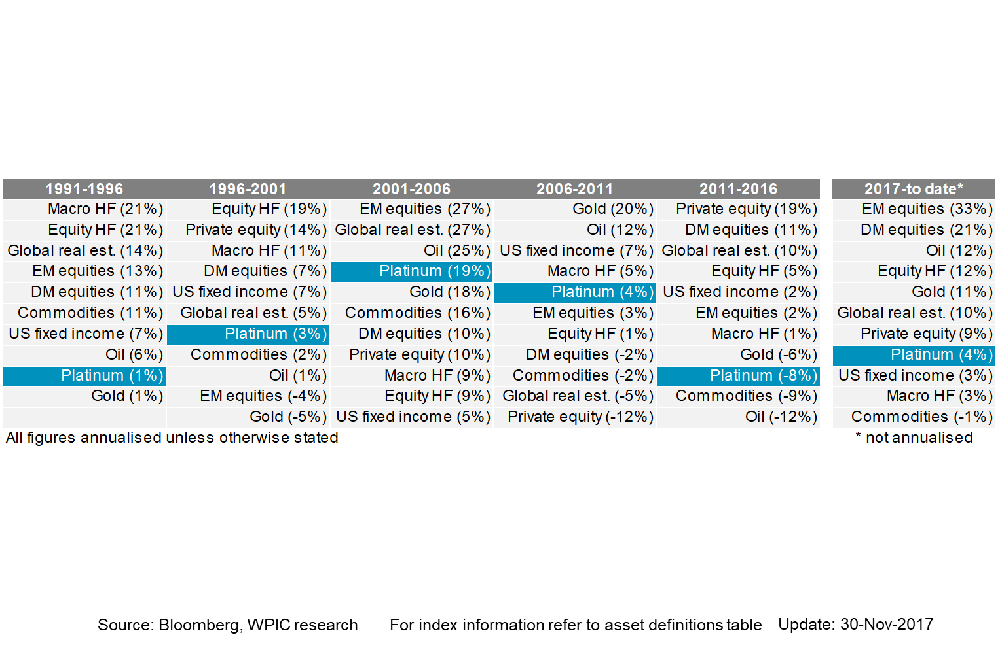 1991-1996 1996-2001 2001-2006 2006-2011 2011-2016 2017-to date*
Macro HF (21%) Equity HF (19%) EM equities (27%) Gold (20%) Private equity (19%) EM equities (33%)
Equity HF (21%) Private equity (14%) Global real est. (27%) Oil (12%) DM equities (11%) DM equities (21%)
Global real est. (14%) Macro HF (11%) Oil (25%) US fixed income (7%) Global real est. (10%) Oil (12%)
EM equities (13%) DM equities (7%) Platinum (19%) Macro HF (5%) Equity HF (5%) Equity HF (12%)
DM equities (11%) US fixed income (7%) Gold (18%) Platinum (4%) US fixed income (2%) Gold (11%)
Commodities (11%) Global real est. (5%) Commodities (16%) EM equities (3%) EM equities (2%) Global real est. (10%)
US fixed income (7%) Platinum (3%) DM equities (10%) Equity HF (1%) Macro HF (1%) Private equity (9%)
Oil (6%) Commodities (2%) Private equity (10%) DM equities (-2%) Gold (-6%) Platinum (4%)
Platinum (1%) Oil (1%) Macro HF (9%) Commodities (-2%) Platinum (-8%) US fixed income (3%)
Gold (1%) EM equities (-4%) Equity HF (9%) Global real est. (-5%) Commodities (-9%) Macro HF (3%)
Gold (-5%) US fixed income (5%) Private equity (-12%) Oil (-12%) Commodities (-1%)
All figures annualised unless otherwise stated * not annualised
Source: Bloomberg, WPIC research For index information refer to asset definitions table Update: 30-Nov-2017